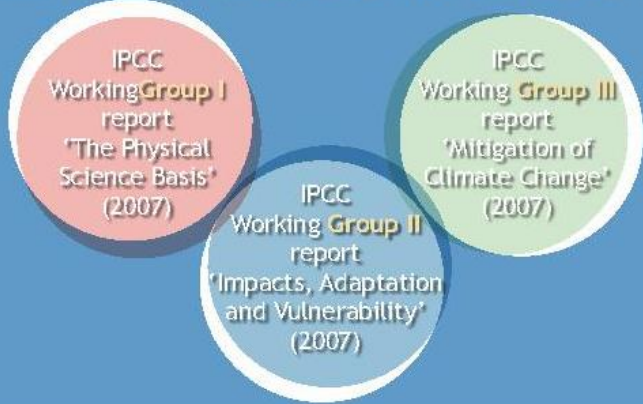 IPCC
WorkingGroup I
report
'The Physical
Science Basis'
(2007)
IPCC
Working Group II
report
'Impacts, Adaptation
and Vulnerability'
(2007)
IPCC
Working Group III
report
'Mitigation of
Climate Change'
(2007)